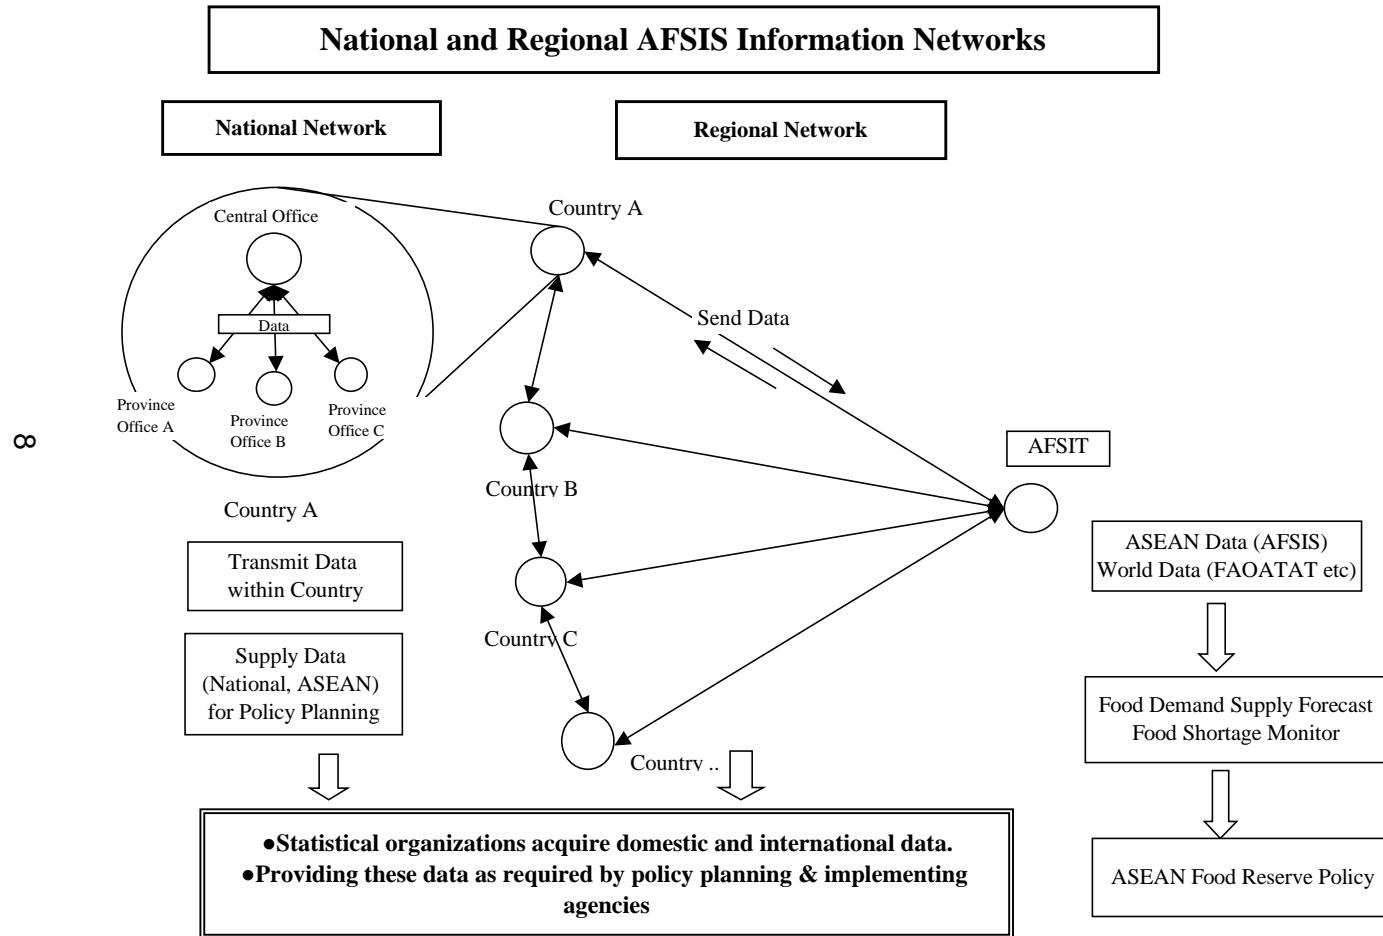 National and Regional AFSIS Information Networks
National Network
Regional Network
Central Office
Data
Province
Office A
Province
Office B
Province
Office C
Country A
Country A
Send Data
Country B
Country C
Country ..
AFSIT
Transmit Data
within Country
Supply Data
(National, ASEAN)
for Policy Planning
ASEAN Data (AFSIS)
World Data (FAOATAT etc)
Food Demand Supply Forecast
Food Shortage Monitor
ASEAN Food Reserve Policy
●Statistical organizations acquire domestic and international data.
●Providing these data as required by policy planning & implementing
agencies
8